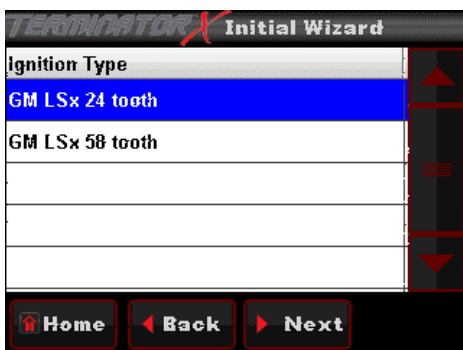 TERMINATOR X Initial Wizard
Ignition Type
GM LSx 24 tooth
GM LSx 58 tooth
Home Back Next